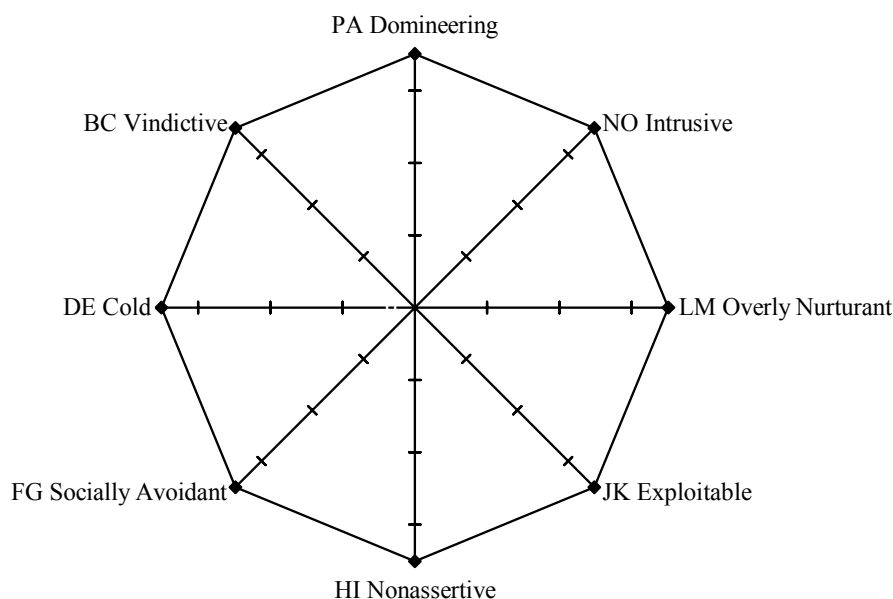 PA Domineering
BC Vindictive
NO Intrusive
DE Cold
LM Overly Nurturant
FG Socially Avoidant
JK Exploitable
HI Nonassertive